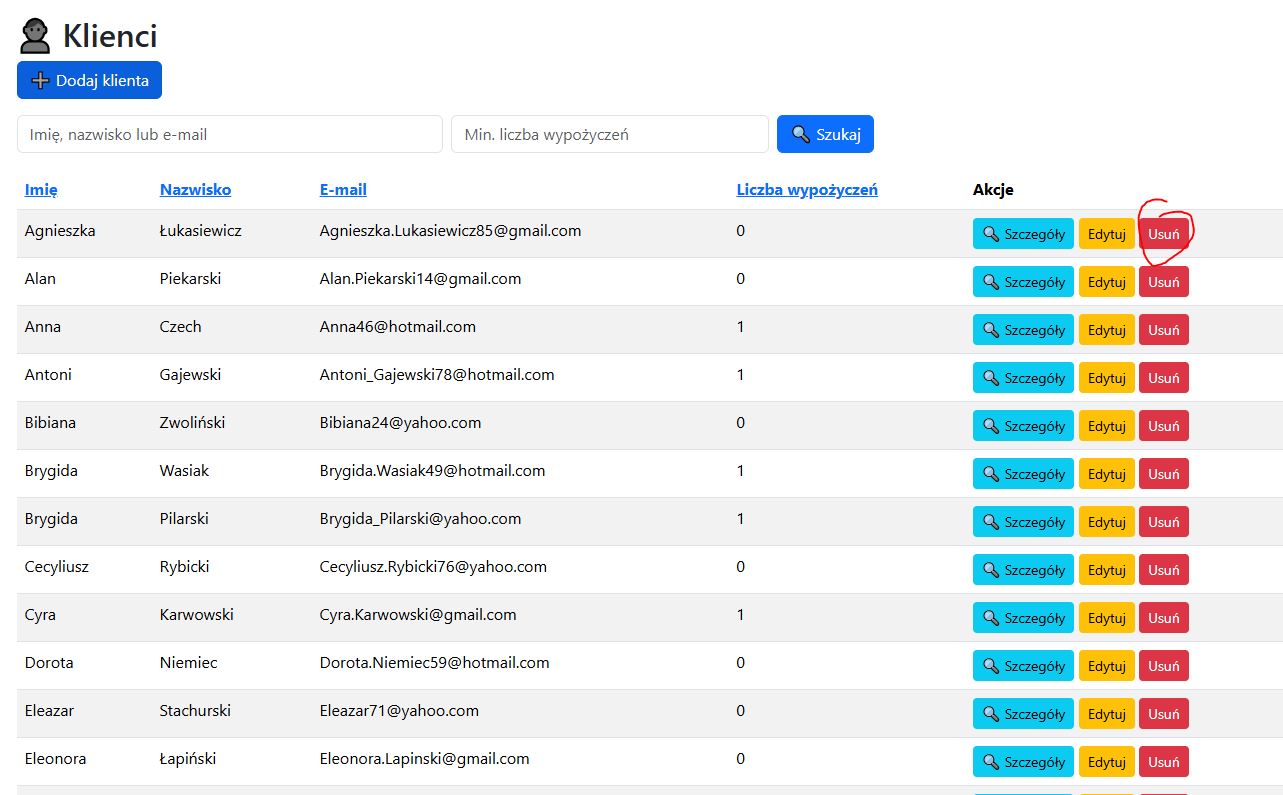 Klienci
Dodaj klienta
Imię, nazwisko lub e-mail Min. liczba wypożyczeń Szukaj
Imię Nazwisko E-mail Liczba wypożyczeń Akcje
Agnieszka Łukasiewicz Agnieszka.Lukasiewicz85@gmail.com 0 Szczegóły Edytuj Usuń
Alan Piekarski Alan.Piekarski14@gmail.com 0 Szczegóły Edytuj Usuń
Anna Czech Anna46@hotmail.com 1 Szczegóły Edytuj Usuń
Antoni Gajewski Antoni_Gajewski78@hotmail.com 1 Szczegóły Edytuj Usuń
Bibiana Zwoliński Bibiana24@yahoo.com 0 Szczegóły Edytuj Usuń
Brygida Wasiak Brygida.Wasiak49@hotmail.com 1 Szczegóły Edytuj Usuń
Brygida Pilarski Brygida_Pilarski@yahoo.com 1 Szczegóły Edytuj Usuń
Cecyliusz Rybicki Cecyliusz.Rybicki76@yahoo.com 0 Szczegóły Edytuj Usuń
Cyra Karwowski Cyra.Karwowski@gmail.com 1 Szczegóły Edytuj Usuń
Dorota Niemiec Dorota.Niemiec59@hotmail.com 0 Szczegóły Edytuj Usuń
Eleazar Stachurski Eleazar71@yahoo.com 0 Szczegóły Edytuj Usuń
Eleonora Łapiński Eleonora.Lapinski@gmail.com 0 Szczegóły Edytuj Usuń